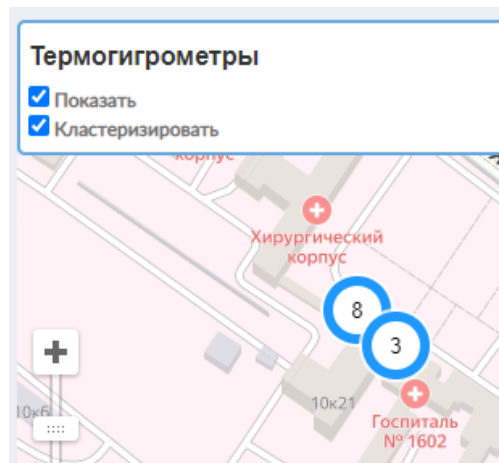 Термогигрометры
Показать
Кластеризировать
корпус
Хирургический
корпус
8
3
10к6
10к21
Госпиталь
№ 1602